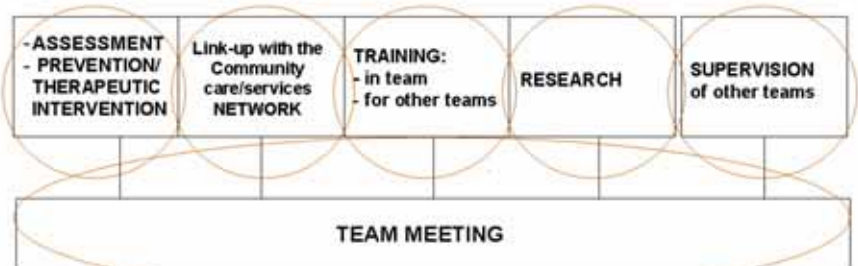 - ASSESSMENT
- PREVENTION/
THERAPEUTIC
INTERVENTION
Link-up with the
Community
care/services
NETWORK
TRAINING:
- in team
- for other teams
RESEARCH
SUPERVISION
of other teams
TEAM MEETING